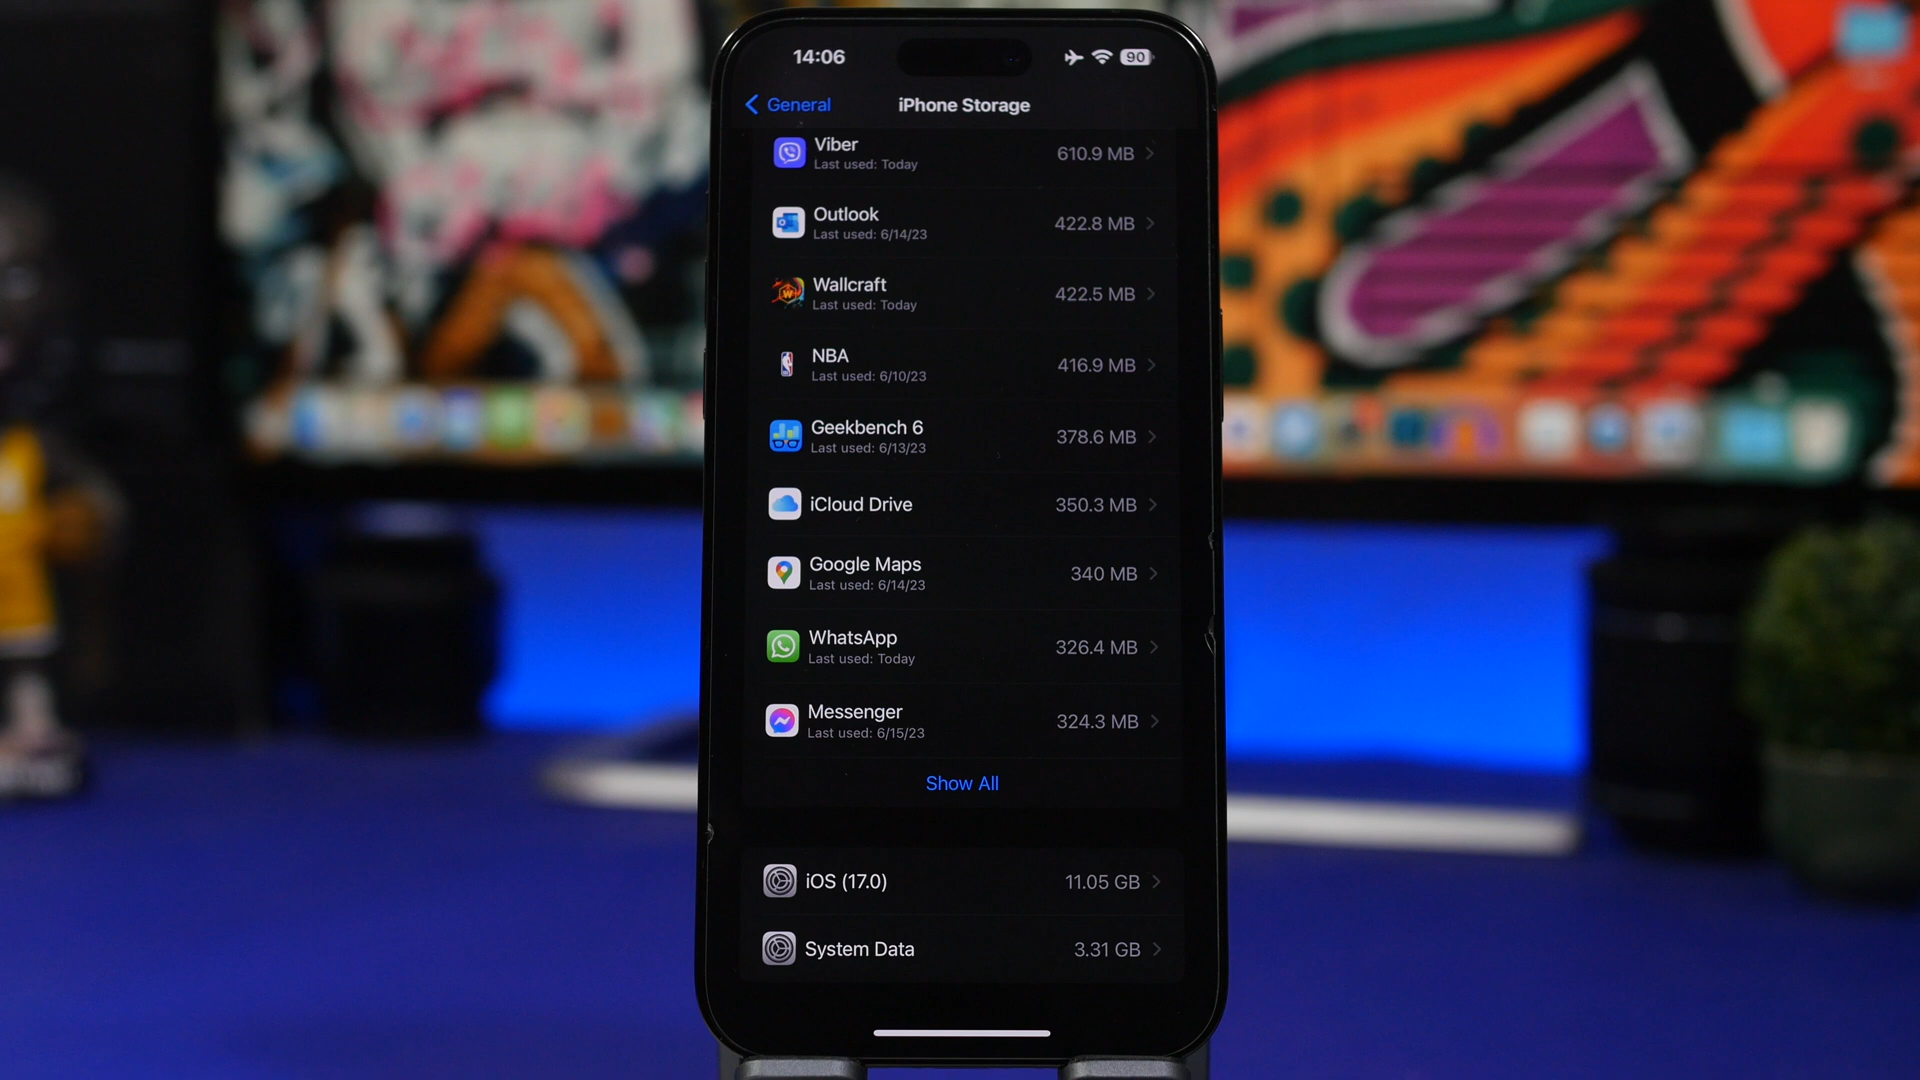 14:06
90
General
iPhone Storage
Viber
Last used: Today
610.9 MB
Outlook
Last used: 6/14/23
422.8 MB
Wallcraft
Last used: Today
422.5 MB
NBA
Last used: 6/10/23
416.9 MB
Geekbench 6
Last used: 6/13/23
378.6 MB
iCloud Drive
350.3 MB
Google Maps
Last used: 6/14/23
340 MB
WhatsApp
Last used: Today
326.4 MB
Messenger
Last used: 6/15/23
324.3 MB
Show All
iOS (17.0)
11.05 GB
System Data
3.31 GB